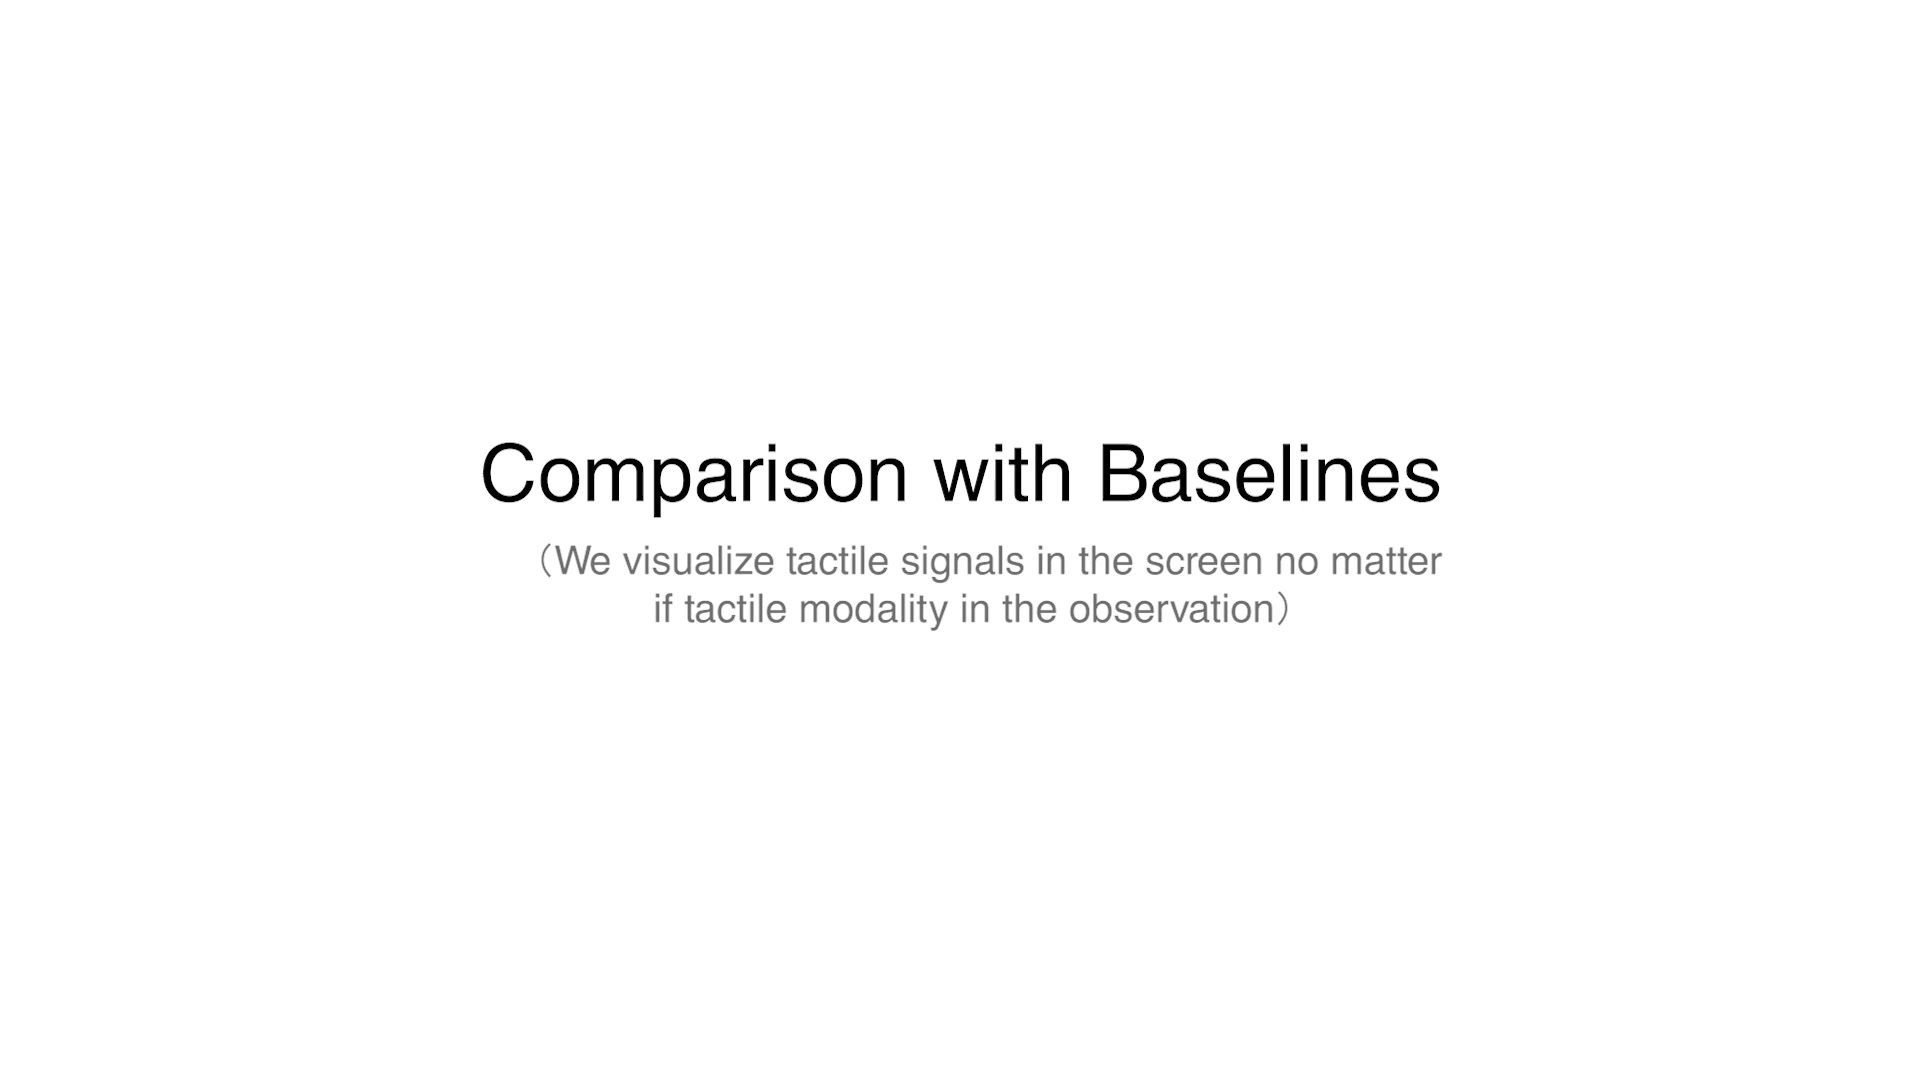 Comparison with Baselines
（We visualize tactile signals in the screen no matter
if tactile modality in the observation）